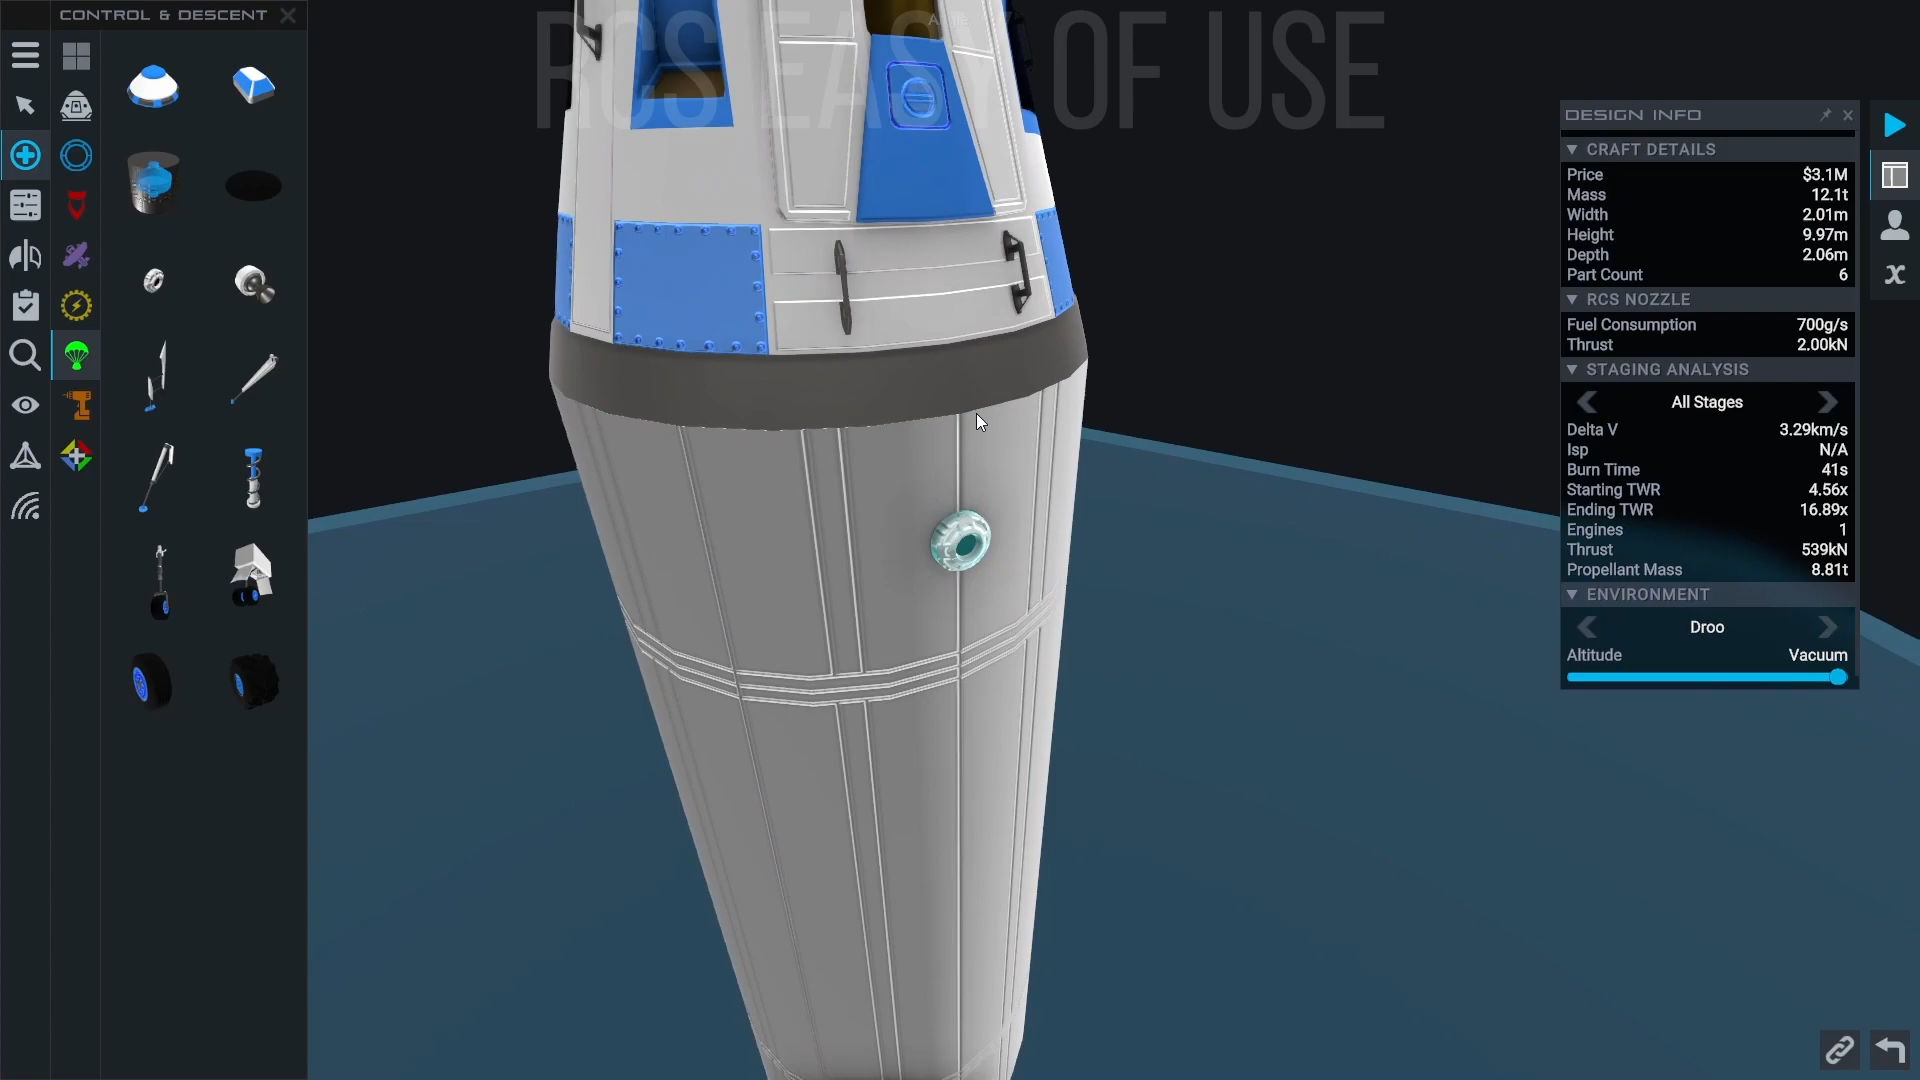 CONTROL & DESCENT
RCS EASY OF USE
DESIGN INFO
CRAFT DETAILS
Price $3.1M
Mass 12.1t
Width 2.01m
Height 9.97m
Depth 2.06m
Part Count 6
RCS NOZZLE
Fuel Consumption 700g/s
Thrust 2.00kN
STAGING ANALYSIS
All Stages
Delta V 3.29km/s
Isp N/A
Burn Time 41s
Starting TWR 4.56x
Ending TWR 16.89x
Engines 1
Thrust 539kN
Propellant Mass 8.81t
ENVIRONMENT
Droo
Altitude Vacuum